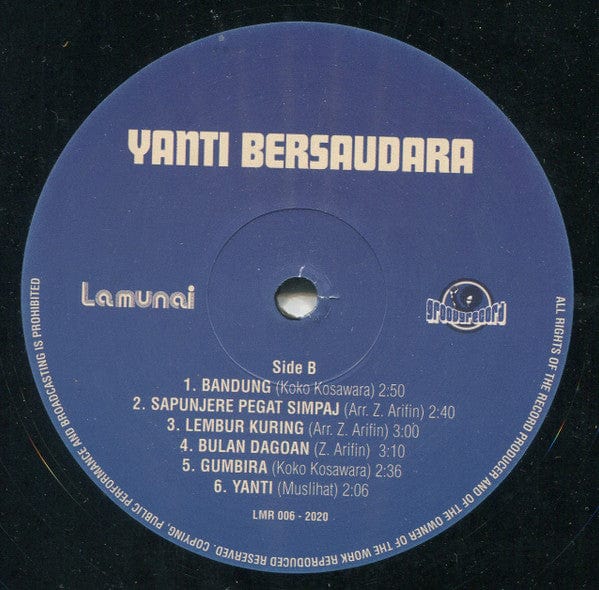 YANTI BERSAUDARA
Lamunai
grooverecord
Side B
1. BANDUNG (Koko Kosawara) 2:50
2. SAPUNJERE PEGAT SIMPAJ (Arr. Z. Arifin) 2:40
3. LEMBUR KURING (Arr. Z. Arifin) 3:00
4. BULAN DAGOAN (Z. Arifin) 3:10
5. GUMBIRA (Koko Kosawara) 2:36
6. YANTI (Muslihat) 2:06
LMR 006 - 2020
ALL RIGHTS OF THE RECORD PRODUCER AND OF THE OWNER OF THE WORK REPRODUCED RESERVED. COPYING, PUBLIC PERFORMANCE AND BROADCASTING IS PROHIBITED